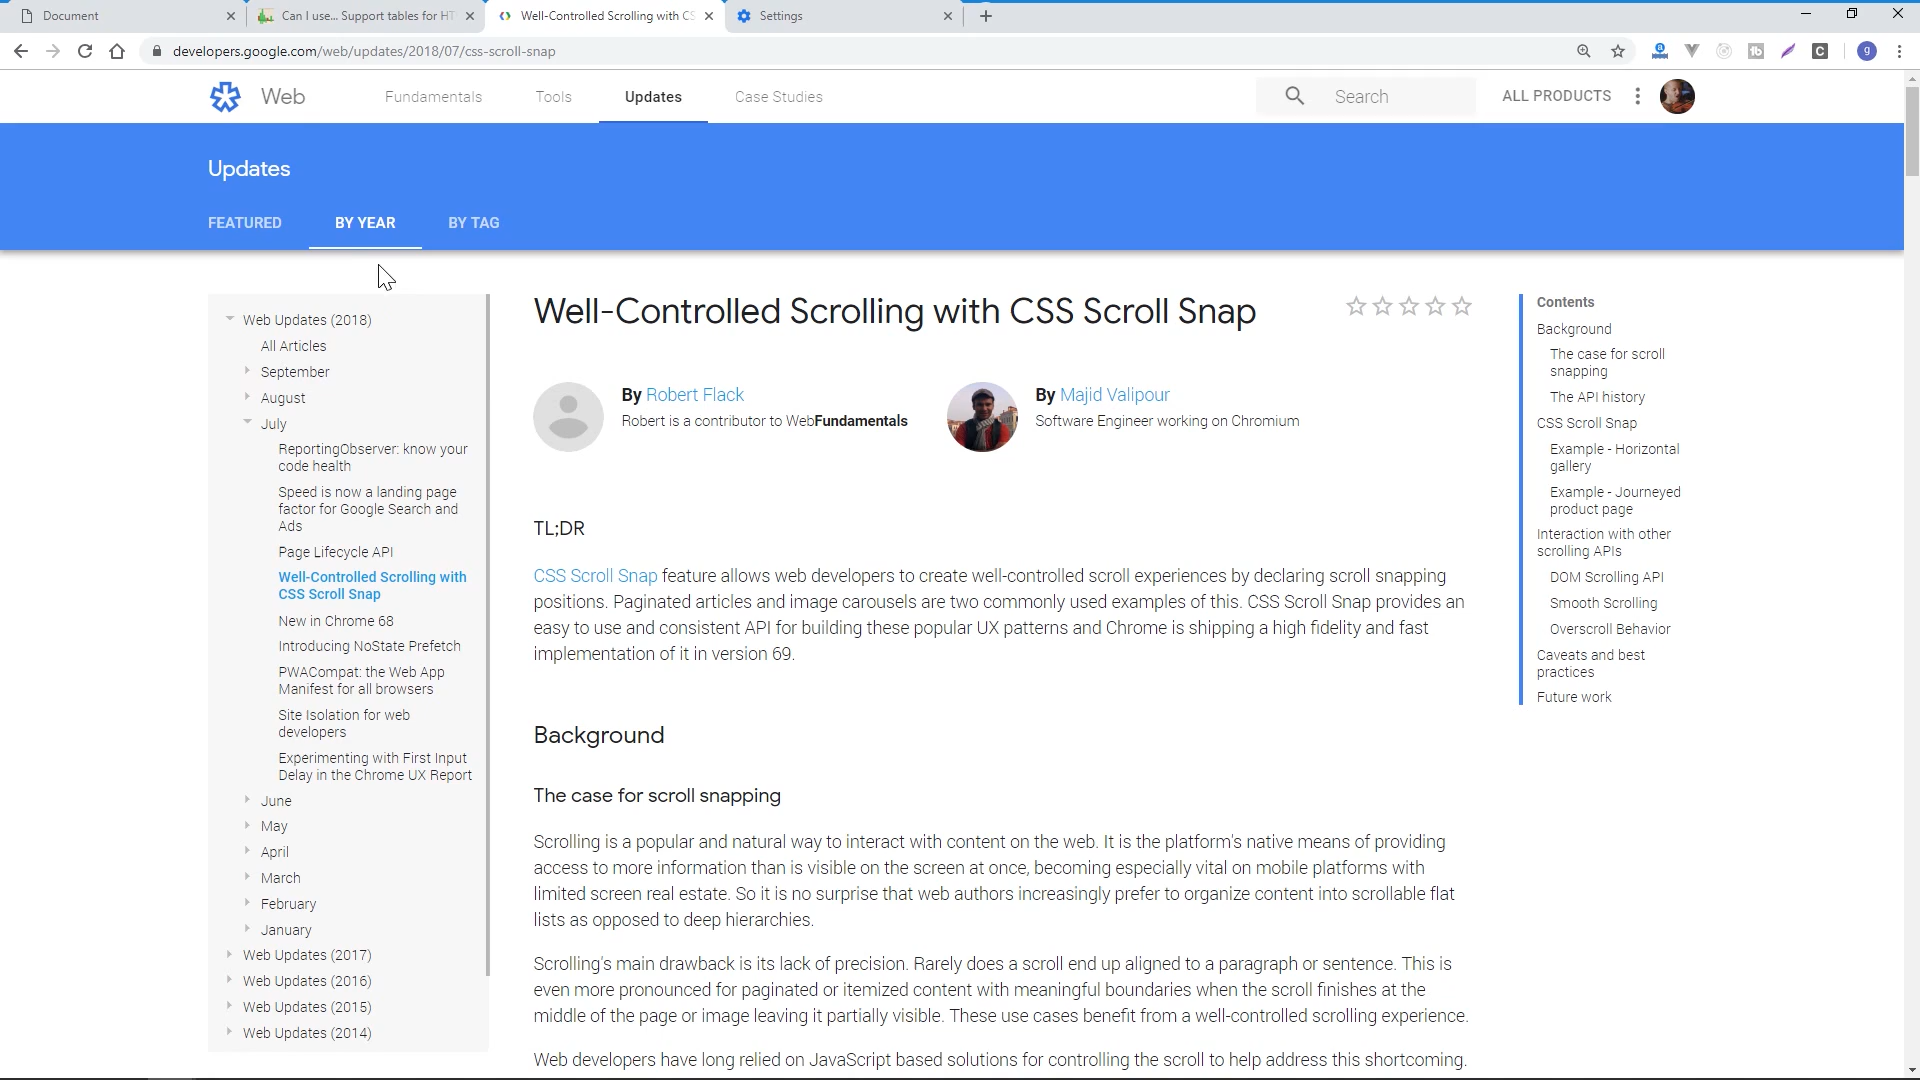 Document
Can I use... Support tables for HT
Well-Controlled Scrolling with CS
Settings
developers.google.com/web/updates/2018/07/css-scroll-snap
a
tb
C
g
Web
Fundamentals
Tools
Updates
Case Studies
Search
ALL PRODUCTS
Updates
FEATURED
BY YEAR
BY TAG
Web Updates (2018)
All Articles
September
August
July
ReportingObserver: know your
code health
Speed is now a landing page
factor for Google Search and
Ads
Page Lifecycle API
Well-Controlled Scrolling with
CSS Scroll Snap
New in Chrome 68
Introducing NoState Prefetch
PWACompat: the Web App
Manifest for all browsers
Site Isolation for web
developers
Experimenting with First Input
Delay in the Chrome UX Report
June
May
April
March
February
January
Web Updates (2017)
Web Updates (2016)
Web Updates (2015)
Web Updates (2014)
Well-Controlled Scrolling with CSS Scroll Snap
By Robert Flack
Robert is a contributor to WebFundamentals
By Majid Valipour
Software Engineer working on Chromium
TL;DR
CSS Scroll Snap feature allows web developers to create well-controlled scroll experiences by declaring scroll snapping
positions. Paginated articles and image carousels are two commonly used examples of this. CSS Scroll Snap provides an
easy to use and consistent API for building these popular UX patterns and Chrome is shipping a high fidelity and fast
implementation of it in version 69.
Background
The case for scroll snapping
Scrolling is a popular and natural way to interact with content on the web. It is the platform's native means of providing
access to more information than is visible on the screen at once, becoming especially vital on mobile platforms with
limited screen real estate. So it is no surprise that web authors increasingly prefer to organize content into scrollable flat
lists as opposed to deep hierarchies.
Scrolling's main drawback is its lack of precision. Rarely does a scroll end up aligned to a paragraph or sentence. This is
even more pronounced for paginated or itemized content with meaningful boundaries when the scroll finishes at the
middle of the page or image leaving it partially visible. These use cases benefit from a well-controlled scrolling experience.
Web developers have long relied on JavaScript based solutions for controlling the scroll to help address this shortcoming.
Contents
Background
The case for scroll
snapping
The API history
CSS Scroll Snap
Example - Horizontal
gallery
Example - Journeyed
product page
Interaction with other
scrolling APIs
DOM Scrolling API
Smooth Scrolling
Overscroll Behavior
Caveats and best
practices
Future work